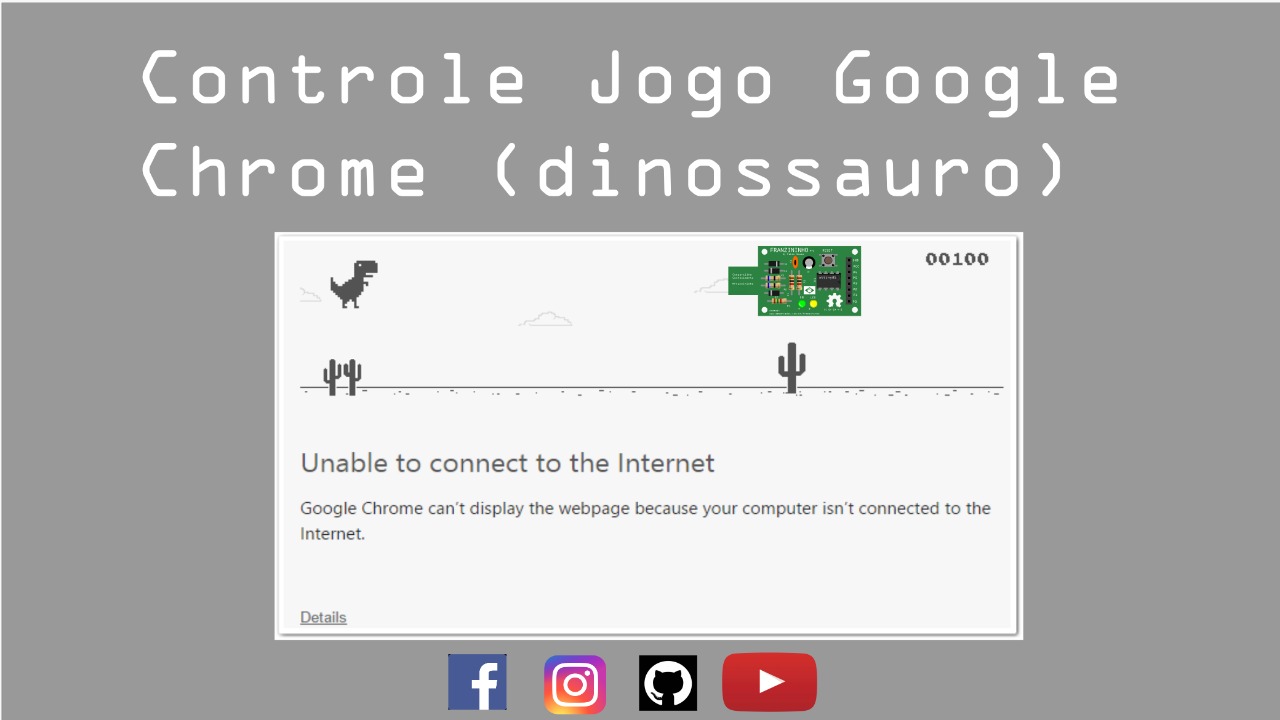 Controle Jogo Google
Chrome (dinossauro)
FRANZININHO
00100
Unable to connect to the Internet
Google Chrome can't display the webpage because your computer isn't connected to the
Internet.
Details